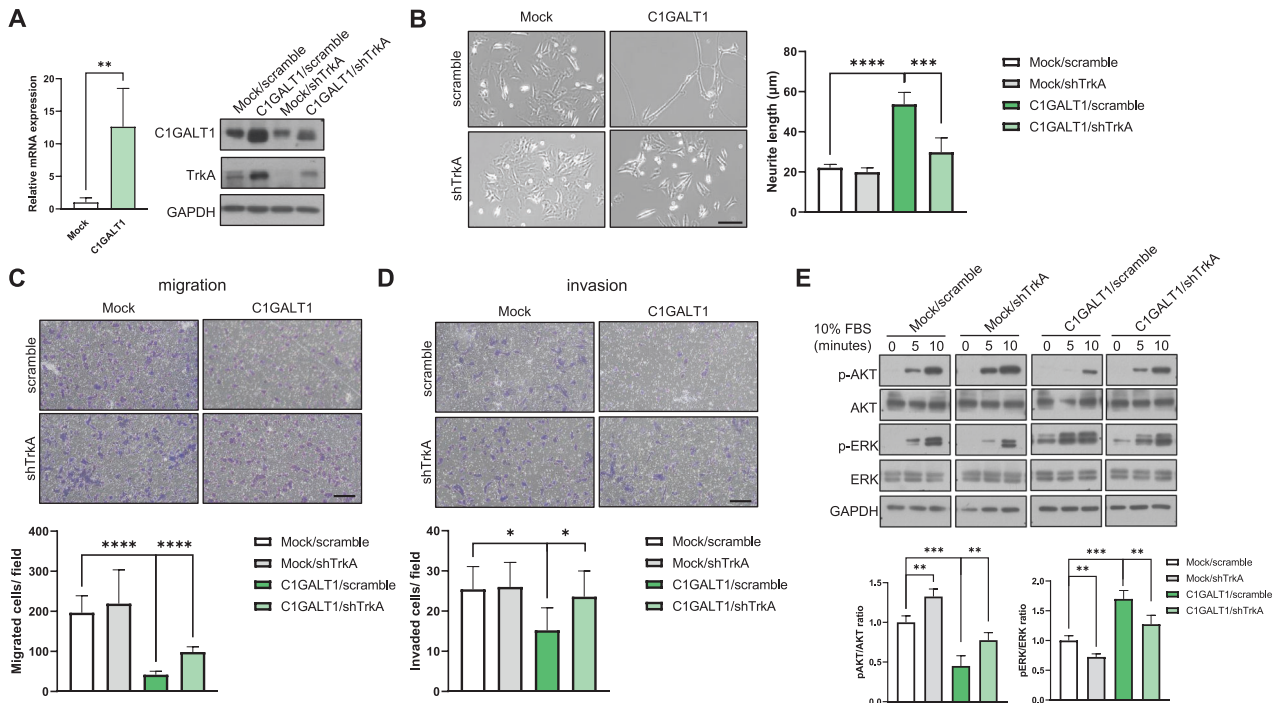 A
Relative mRNA expression
20
15
10
5
0
**
Mock
C1GALT1
Mock/scramble
C1GALT1/scramble
Mock/shTrkA
C1GALT1/shTrkA
C1GALT1
TrkA
GAPDH
B
Mock
C1GALT1
scramble
shTrkA
Neurite length (µm)
80
60
40
20
0
****
***
Mock/scramble
Mock/shTrkA
C1GALT1/scramble
C1GALT1/shTrkA
C
migration
Mock
C1GALT1
scramble
shTrkA
Migrated cells/ field
400
300
200
100
0
****
****
Mock/scramble
Mock/shTrkA
C1GALT1/scramble
C1GALT1/shTrkA
D
invasion
Mock
C1GALT1
scramble
shTrkA
Invaded cells/ field
40
30
20
10
0
*
*
Mock/scramble
Mock/shTrkA
C1GALT1/scramble
C1GALT1/shTrkA
E
Mock/scramble
Mock/shTrkA
C1GALT1/scramble
C1GALT1/shTrkA
10% FBS
(minutes)
0 5 10 0 5 10 0 5 10 0 5 10
p-AKT
AKT
p-ERK
ERK
GAPDH
pAKT/AKT ratio
1.5
1.0
0.5
0.0
***
**
**
pERK/ERK ratio
2.0
1.5
1.0
0.5
0.0
***
**
**
Mock/scramble
Mock/shTrkA
C1GALT1/scramble
C1GALT1/shTrkA